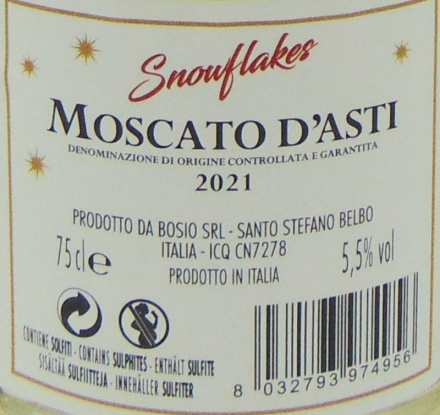 Snowflakes
MOSCATO D'ASTI
DENOMINAZIONE DI ORIGINE CONTROLLATA E GARANTITA
2021
PRODOTTO DA BOSIO SRL - SANTO STEFANO BELBO
ITALIA - ICQ CN7278
PRODOTTO IN ITALIA
75 cl e
5,5% vol
CONTIENE SOLFITI - CONTAINS SULPHITES - ENTHÄLT SULFITE
SISÄLTÄÄ SULFIITTEJA - INNEHÅLLER SULFITER
8 032793 974956